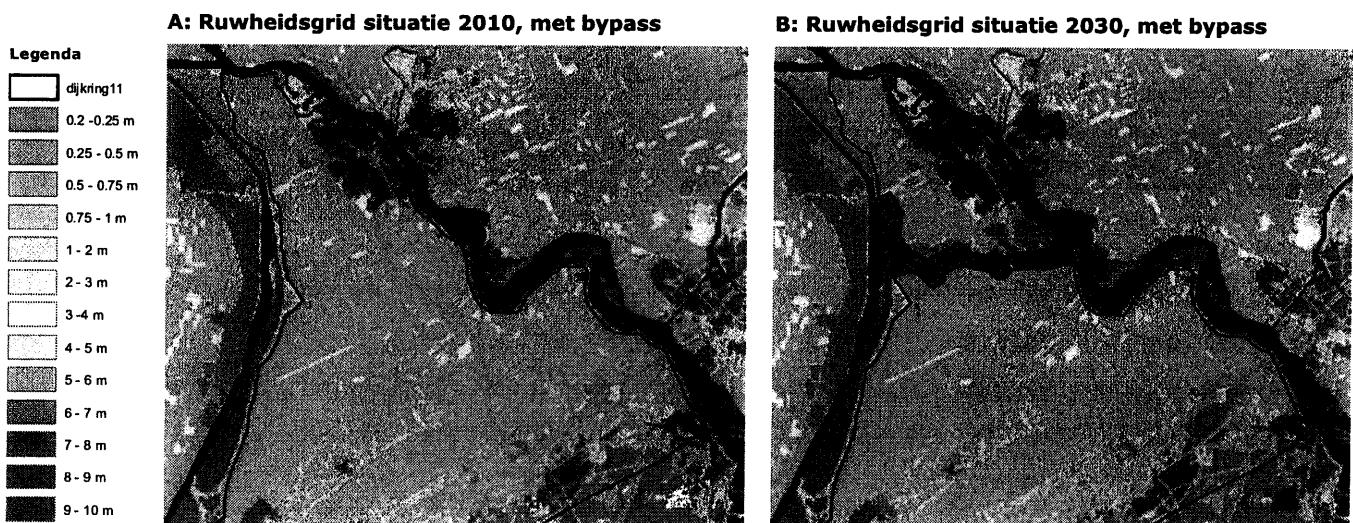 A: Ruwheidsgrid situatie 2010, met bypass
B: Ruwheidsgrid situatie 2030, met bypass
Legenda
dijkring11
0.2 -0.25 m
0.25 - 0.5 m
0.5 - 0.75 m
0.75 - 1 m
1 - 2 m
2 - 3 m
3 -4 m
4 - 5 m
5 - 6 m
6 - 7 m
7 - 8 m
8 - 9 m
9 - 10 m